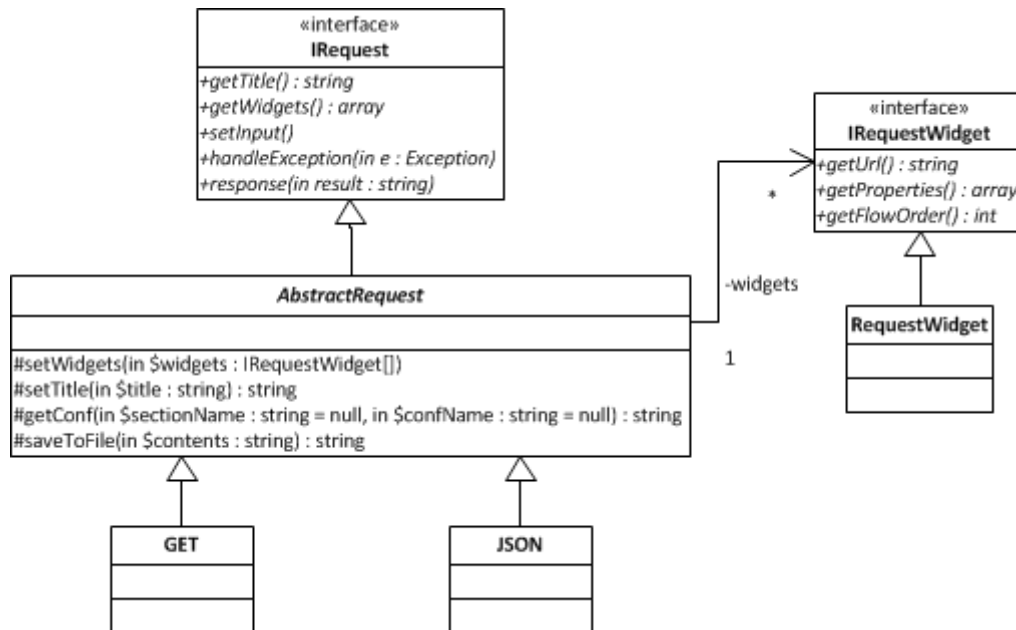 «interface»
IRequest
+getTitle() : string
+getWidgets() : array
+setInput()
+handleException(in e : Exception)
+response(in result : string)
«interface»
IRequestWidget
+getUrl() : string
+getProperties() : array
+getFlowOrder() : int
*
-widgets
1
AbstractRequest
#setWidgets(in $widgets : IRequestWidget[])
#setTitle(in $title : string) : string
#getConf(in $sectionName : string = null, in $confName : string = null) : string
#saveToFile(in $contents : string) : string
RequestWidget
GET
JSON